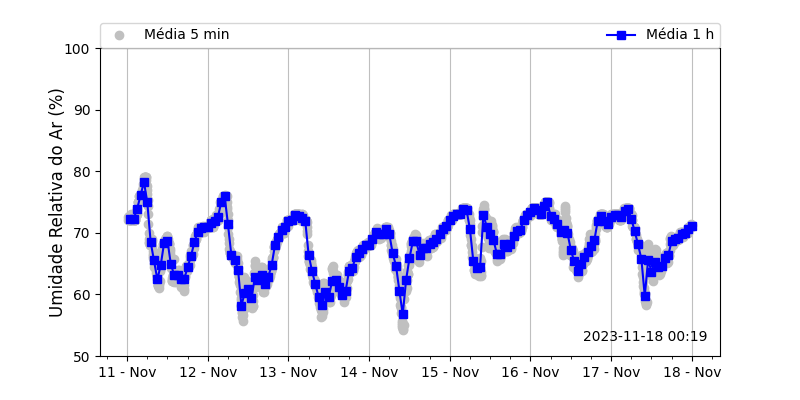 Média 5 min
Média 1 h
100
90
80
70
60
50
Umidade Relativa do Ar (%)
2023-11-18 00:19
11 - Nov
12 - Nov
13 - Nov
14 - Nov
15 - Nov
16 - Nov
17 - Nov
18 - Nov